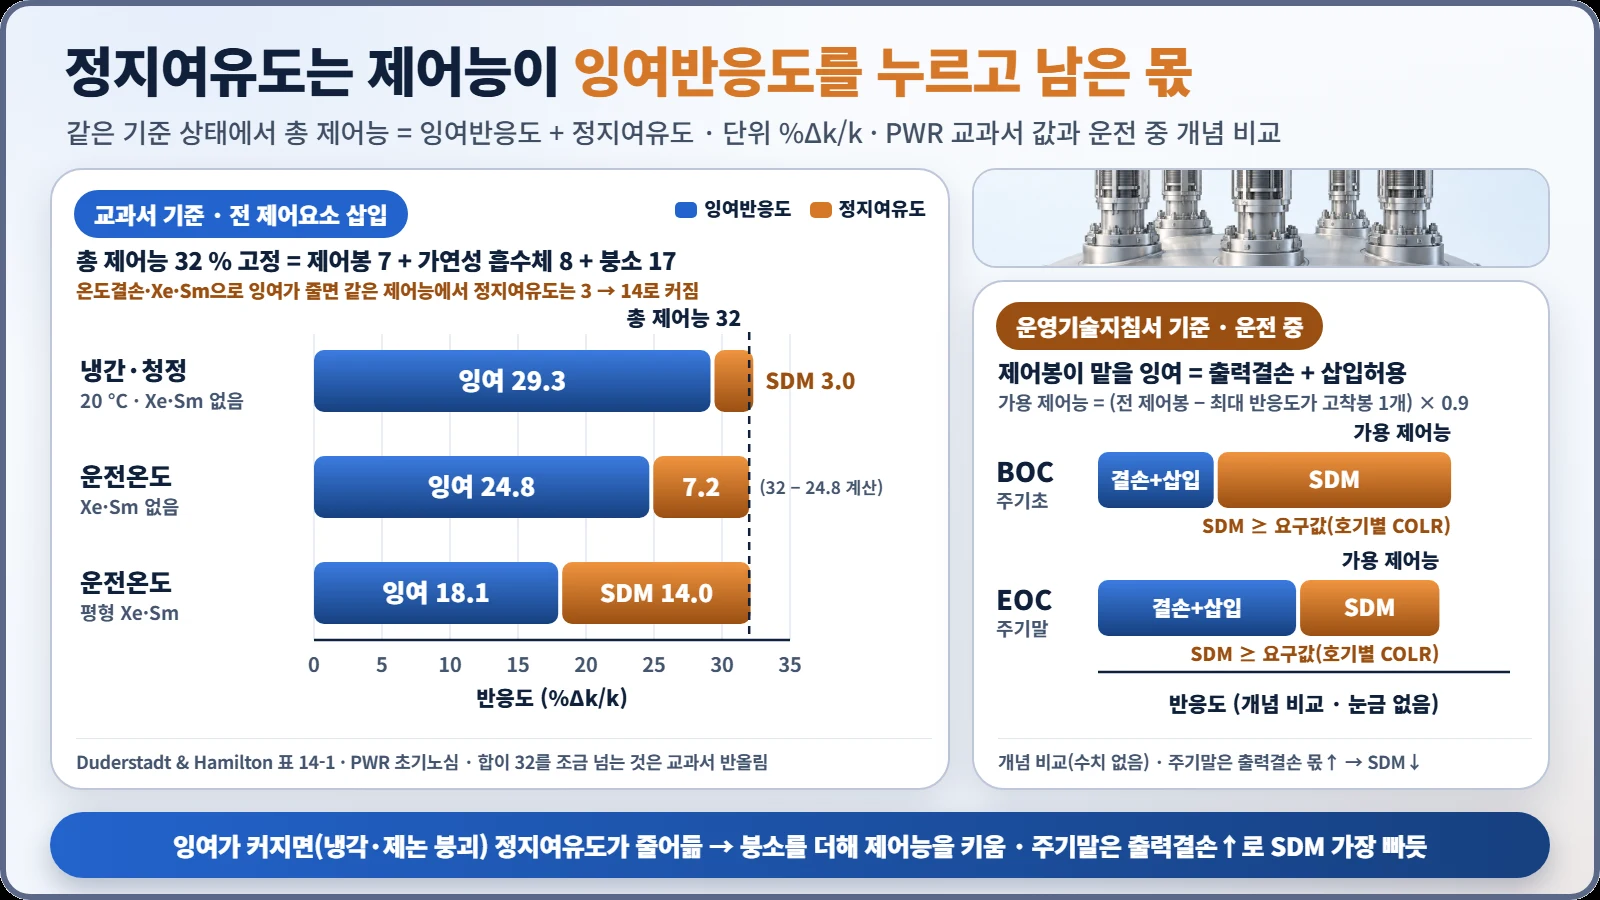 정지여유도는 제어능이 잉여반응도를 누르고 남은 몫
같은 기준 상태에서 총 제어능 = 잉여반응도 + 정지여유도 · 단위 %Δk/k · PWR 교과서 값과 운전 중 개념 비교
교과서 기준 · 전 제어요소 삽입
잉여반응도
정지여유도
총 제어능 32 % 고정 = 제어봉 7 + 가연성 흡수체 8 + 붕소 17
온도결손·Xe·Sm으로 잉여가 줄면 같은 제어능에서 정지여유도는 3 → 14로 커짐
총 제어능 32
냉간·청정
20 °C · Xe·Sm 없음
잉여 29.3
SDM 3.0
운전온도
Xe·Sm 없음
잉여 24.8
7.2
(32 − 24.8 계산)
운전온도
평형 Xe·Sm
잉여 18.1
SDM 14.0
0 5 10 15 20 25 30 35
반응도 (%Δk/k)
Duderstadt & Hamilton 표 14-1 · PWR 초기노심 · 합이 32를 조금 넘는 것은 교과서 반올림
운영기술지침서 기준 · 운전 중
제어봉이 맡을 잉여 = 출력결손 + 삽입허용
가용 제어능 = (전 제어봉 − 최대 반응도가 고착봉 1개) × 0.9
가용 제어능
BOC
주기초
결손+삽입
SDM
SDM ≥ 요구값(호기별 COLR)
가용 제어능
EOC
주기말
결손+삽입
SDM
SDM ≥ 요구값(호기별 COLR)
반응도 (개념 비교 · 눈금 없음)
개념 비교(수치 없음) · 주기말은 출력결손 몫↑ → SDM↓
잉여가 커지면(냉각·제논 붕괴) 정지여유도가 줄어듦 → 붕소를 더해 제어능을 키움 · 주기말은 출력결손↑로 SDM 가장 빠듯